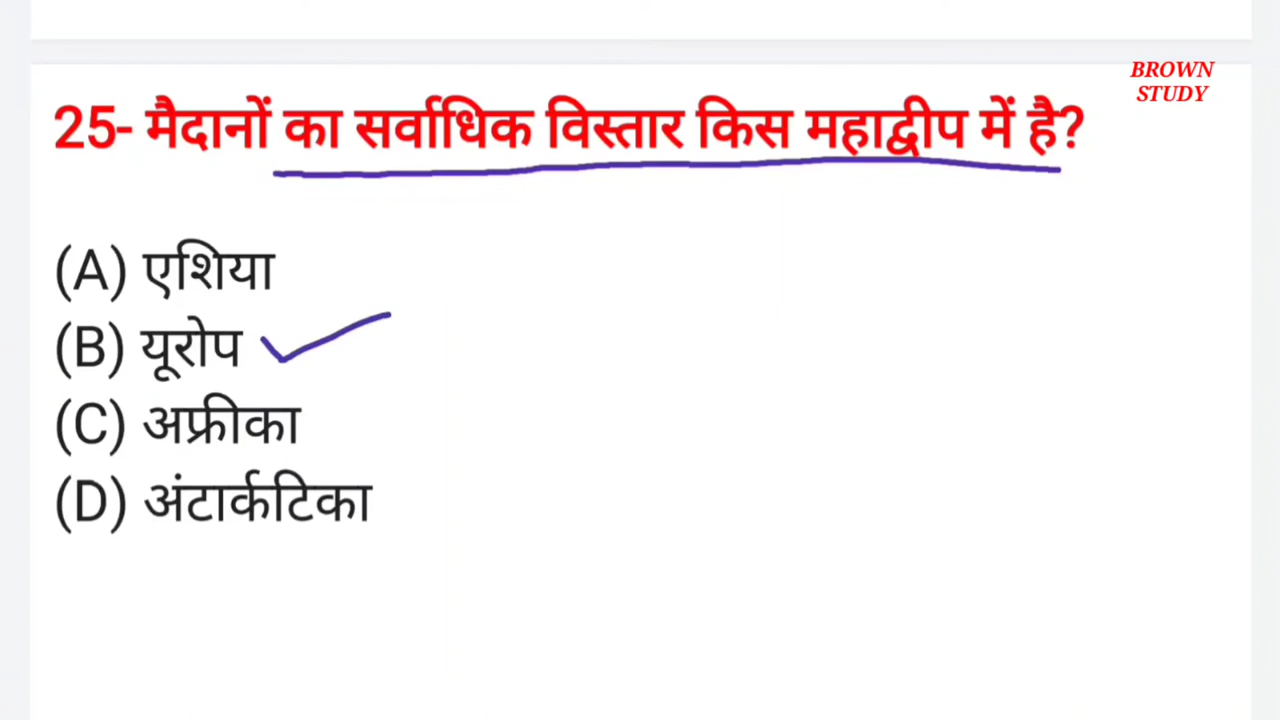 BROWN
STUDY
25- मैदानों का सर्वाधिक विस्तार किस महाद्वीप में है?
(A) एशिया
(B) यूरोप
(C) अफ्रीका
(D) अंटार्कटिका